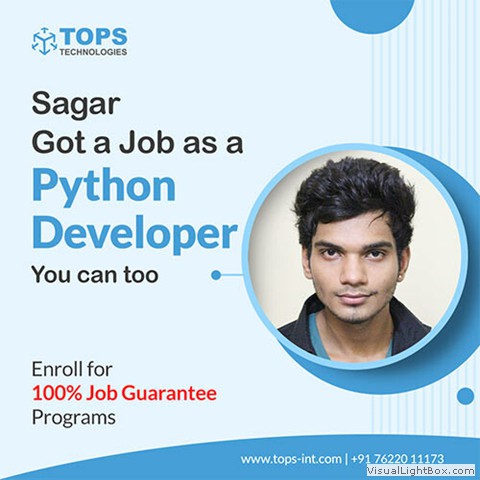 TOPS
TECHNOLOGIES
Sagar
Got a Job as a
Python
Developer
You can too
Enroll for
100% Job Guarantee
Programs
www.tops-int.com | +91 76220 11173
VisualLightBox.com